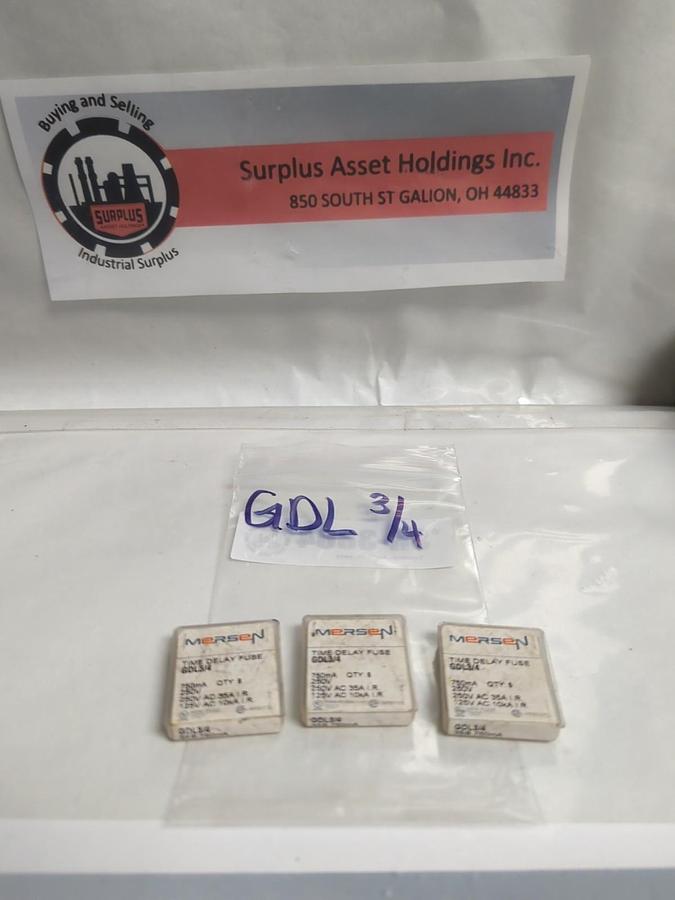 Buying and Selling
SURPLUS
ASSET HOLDINGS
Industrial Surplus
Surplus Asset Holdings Inc.
850 SOUTH ST GALION, OH 44833
GDL 3/4
MERSEN
TIME DELAY FUSE
GDL3/4
750mA QTY 5
250V
250V AC 35A I.R.
125V AC 10kA I.R.
GDL3/4
MERSEN
TIME DELAY FUSE
GDL3/4
750mA QTY 5
250V
250V AC 35A I.R.
125V AC 10kA I.R.
GDL3/4
MERSEN
TIME DELAY FUSE
GDL3/4
750mA QTY 5
250V
250V AC 35A I.R.
125V AC 10kA I.R.
GDL3/4